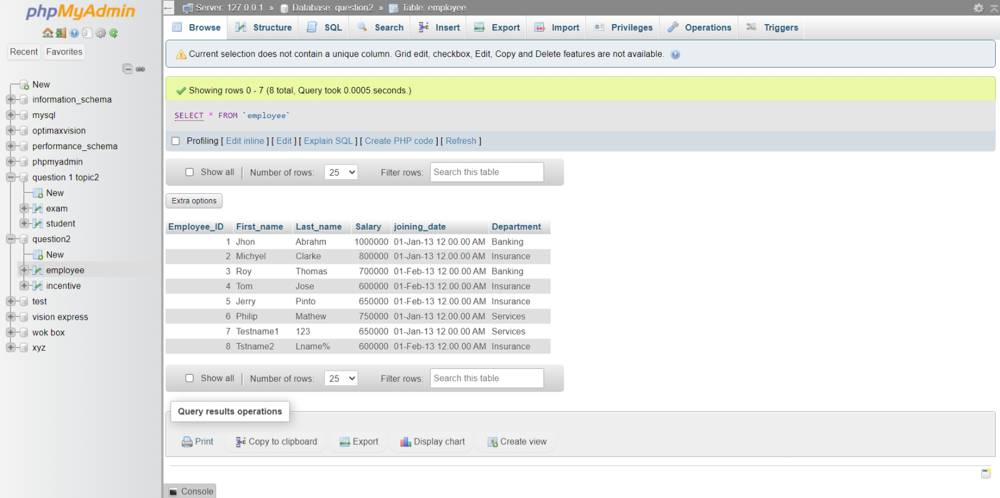 phpMyAdmin
Recent Favorites
New
information_schema
mysql
optimaxvision
performance_schema
phpmyadmin
question 1 topic2
New
exam
student
question2
New
employee
incentive
test
vision express
wok box
xyz
Server: 127.0.0.1 » Database: question2 » Table: employee
Browse Structure SQL Search Insert Export Import Privileges Operations Triggers
Current selection does not contain a unique column. Grid edit, checkbox, Edit, Copy and Delete features are not available.
Showing rows 0 - 7 (8 total, Query took 0.0005 seconds.)
SELECT * FROM `employee`
Profiling [ Edit inline ] [ Edit ] [ Explain SQL ] [ Create PHP code ] [ Refresh ]
Show all Number of rows: 25 Filter rows: Search this table
Extra options
Employee_ID First_name Last_name Salary joining_date Department
1 Jhon Abrahm 1000000 01-Jan-13 12.00.00 AM Banking
2 Michyel Clarke 800000 01-Jan-13 12.00.00 AM Insurance
3 Roy Thomas 700000 01-Feb-13 12.00.00 AM Banking
4 Tom Jose 600000 01-Feb-13 12.00.00 AM Insurance
5 Jerry Pinto 650000 01-Feb-13 12.00.00 AM Insurance
6 Philip Mathew 750000 01-Jan-13 12.00.00 AM Services
7 Testname1 123 650000 01-Jan-13 12.00.00 AM Services
8 Tstname2 Lname% 600000 01-Feb-13 12.00.00 AM Insurance
Show all Number of rows: 25 Filter rows: Search this table
Query results operations
Print Copy to clipboard Export Display chart Create view
Console